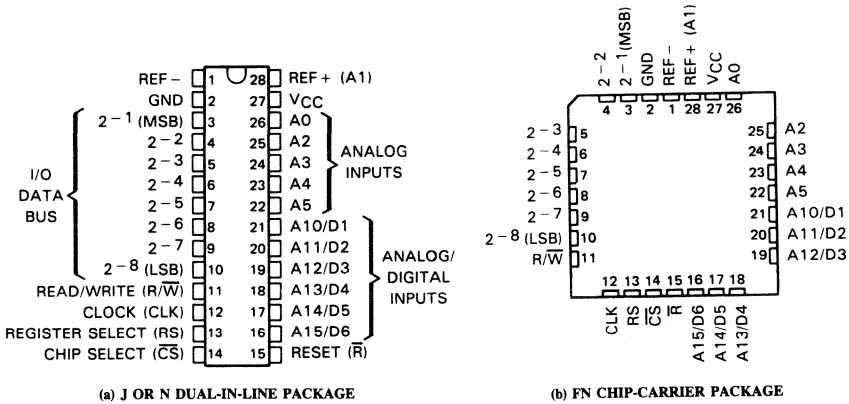 REF− 1 28 REF+ (A1)
GND 2 27 VCC
2−1 (MSB) 3 26 A0
2−2 4 25 A2
2−3 5 24 A3
2−4 6 23 A4
2−5 7 22 A5
2−6 8 21 A10/D1
2−7 9 20 A11/D2
2−8 (LSB) 10 19 A12/D3
READ/WRITE (R/W̅) 11 18 A13/D4
CLOCK (CLK) 12 17 A14/D5
REGISTER SELECT (RS) 13 16 A15/D6
CHIP SELECT (C̅S̅) 14 15 RESET (R̅)
I/O
DATA
BUS
ANALOG
INPUTS
ANALOG/
DIGITAL
INPUTS
(a) J OR N DUAL-IN-LINE PACKAGE
2−2
2−1(MSB)
GND
REF−
REF+ (A1)
VCC
A0
4 3 2 1 28 27 26
2−3 5
2−4 6
2−5 7
2−6 8
2−7 9
2−8 (LSB) 10
R/W̅ 11
25 A2
24 A3
23 A4
22 A5
21 A10/D1
20 A11/D2
19 A12/D3
12 13 14 15 16 17 18
CLK
RS
C̅S̅
R̅
A15/D6
A14/D5
A13/D4
(b) FN CHIP-CARRIER PACKAGE